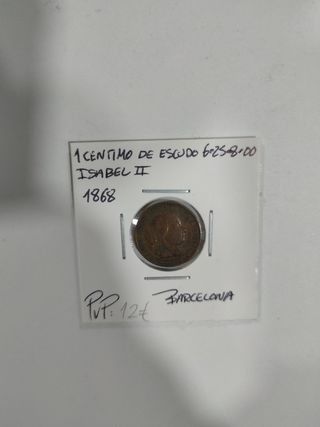 1 CENTIMO DE ESCUDO 6-25-8-00
ISABEL II
1868
PVP: 12€
BARCELONA